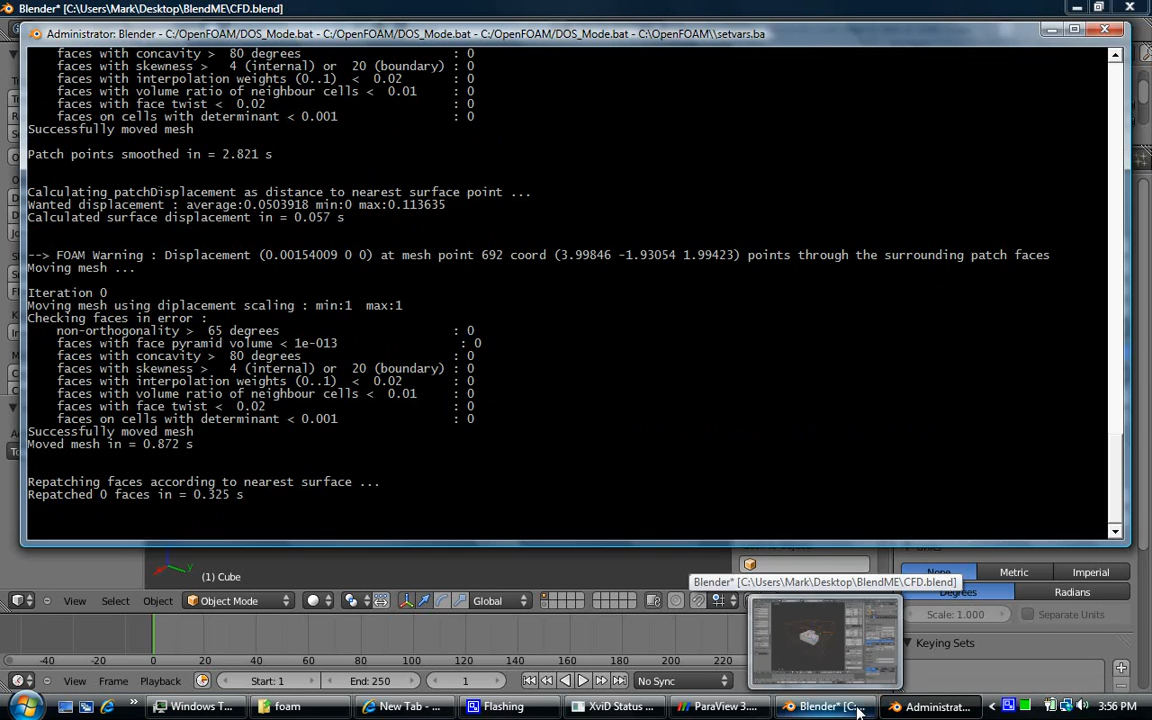 Blender* [C:\Users\Mark\Desktop\BlendME\CFD.blend]
Administrator: Blender - C:/OpenFOAM/DOS_Mode.bat - C:/OpenFOAM/DOS_Mode.bat - C:/OpenFOAM/DOS_Mode.bat - C:\OpenFOAM\\setvars.ba
faces with concavity > 80 degrees : 0
faces with skewness > 4 (internal) or 20 (boundary) : 0
faces with interpolation weights (0..1) < 0.02 : 0
faces with volume ratio of neighbour cells < 0.01 : 0
faces with face twist < 0.02 : 0
faces on cells with determinant < 0.001 : 0
Successfully moved mesh
Patch points smoothed in = 2.821 s
Calculating patchDisplacement as distance to nearest surface point ...
Wanted displacement : average:0.0503918 min:0 max:0.113635
Calculated surface displacement in = 0.057 s
--> FOAM Warning : Displacement (0.00154009 0 0) at mesh point 692 coord (3.99846 -1.93054 1.99423) points through the surrounding patch faces
Moving mesh ...
Iteration 0
Moving mesh using diplacement scaling : min:1 max:1
Checking faces in error :
non-orthogonality > 65 degrees : 0
faces with face pyramid volume < 1e-013 : 0
faces with concavity > 80 degrees : 0
faces with skewness > 4 (internal) or 20 (boundary) : 0
faces with interpolation weights (0..1) < 0.02 : 0
faces with volume ratio of neighbour cells < 0.01 : 0
faces with face twist < 0.02 : 0
faces on cells with determinant < 0.001 : 0
Successfully moved mesh
Moved mesh in = 0.872 s
Repatching faces according to nearest surface ...
Repatched 0 faces in = 0.325 s
(1) Cube
Blender* [C:\Users\Mark\Desktop\BlendME\CFD.blend]
None Metric Imperial
Degrees Radians
View Select Object Object Mode Global
Scale: 1.000 Separate Units
Keying Sets
-40 -20 0 20 40 60 80 100 120 140 160 180 200 220 240 260
View Frame Playback Start: 1 End: 250 1 No Sync
Windows T... foam New Tab - ... Flashing XviD Status ... ParaView 3.... Blender* [C:... Administrat... 3:56 PM